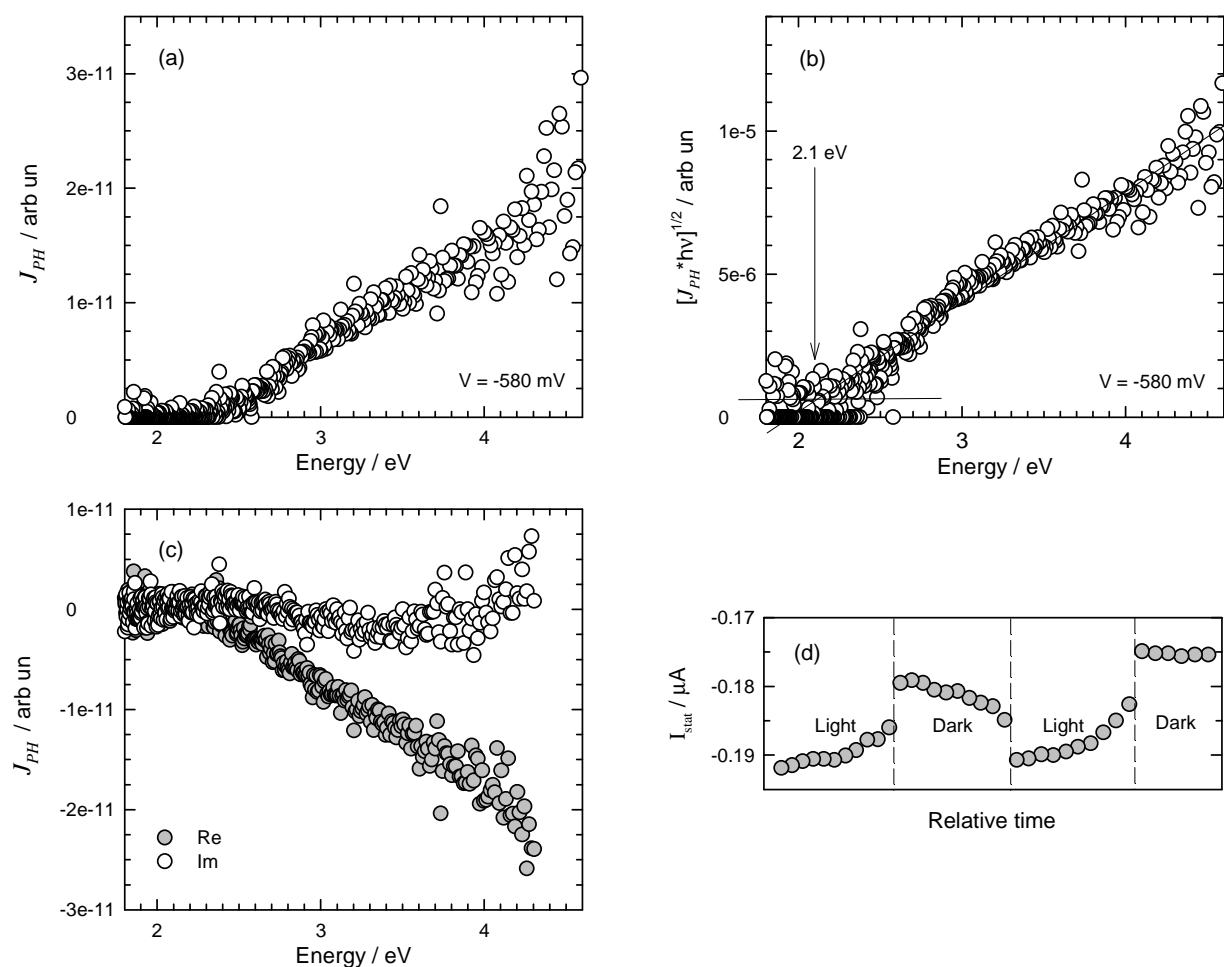 (a)
3e-11
2e-11
1e-11
0
J_PH / arb un
V = -580 mV
2 3 4
Energy / eV
(b)
1e-5
5e-6
0
[J_PH*hν]^1/2 / arb un
2.1 eV
V = -580 mV
2 3 4
Energy / eV
(c)
1e-11
0
-1e-11
-2e-11
-3e-11
J_PH / arb un
Re
Im
2 3 4
Energy / eV
(d)
-0.17
-0.18
-0.19
I_stat / μA
Light Dark Light Dark
Relative time